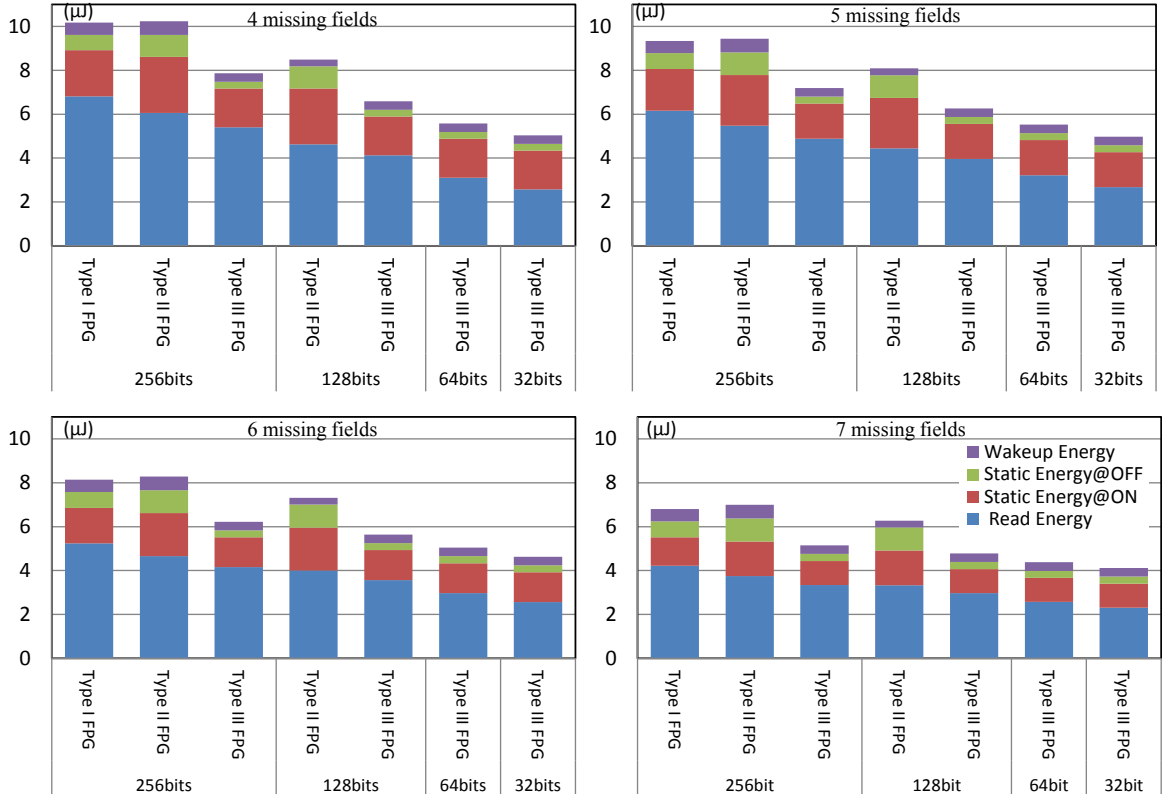 (µJ)
4 missing fields
10
8
6
4
2
0
Type I FPG
Type II FPG
Type III FPG
Type II FPG
Type III FPG
Type III FPG
Type III FPG
256bits
128bits
64bits
32bits
(µJ)
5 missing fields
10
8
6
4
2
0
Type I FPG
Type II FPG
Type III FPG
Type II FPG
Type III FPG
Type III FPG
Type III FPG
256bits
128bits
64bits
32bits
(µJ)
6 missing fields
10
8
6
4
2
0
Type I FPG
Type II FPG
Type III FPG
Type II FPG
Type III FPG
Type III FPG
Type III FPG
256bits
128bits
64bits
32bits
(µJ)
7 missing fields
10
8
6
4
2
0
Wakeup Energy
Static Energy@OFF
Static Energy@ON
Read Energy
Type I FPG
Type II FPG
Type III FPG
Type II FPG
Type III FPG
Type III FPG
Type III FPG
256bit
128bit
64bit
32bit